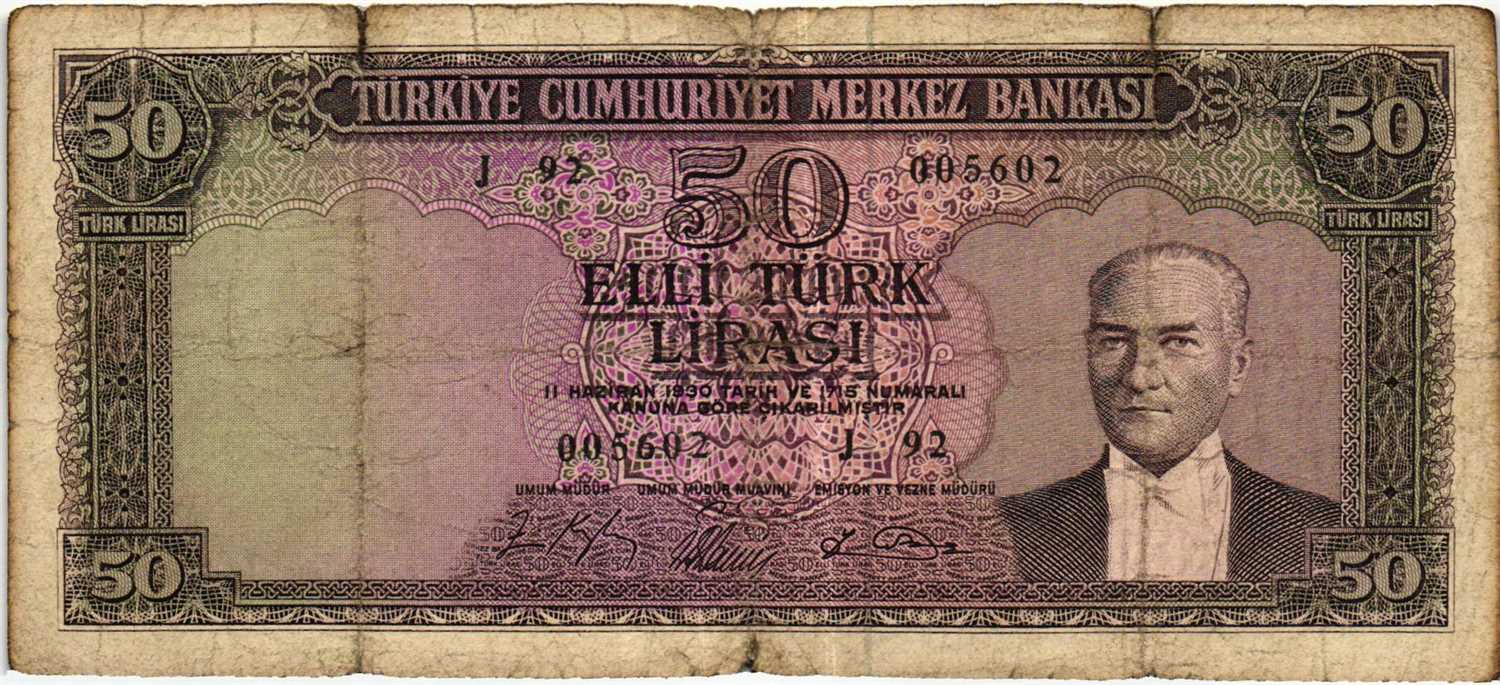 TÜRKİYE CUMHURİYET MERKEZ BANKASI
50 50
J 92 50 005602
TÜRK LİRASI TÜRK LİRASI
ELLİ TÜRK
LİRASI
11 HAZİRAN 1930 TARİH VE 1715 NUMARALI
KANUNA GÖRE ÇIKARILMIŞTIR
005602 J 92
UMUM MÜDÜR UMUM MÜDÜR MUAVİNİ EMİSYON VE VEZNE MÜDÜRÜ
50 50